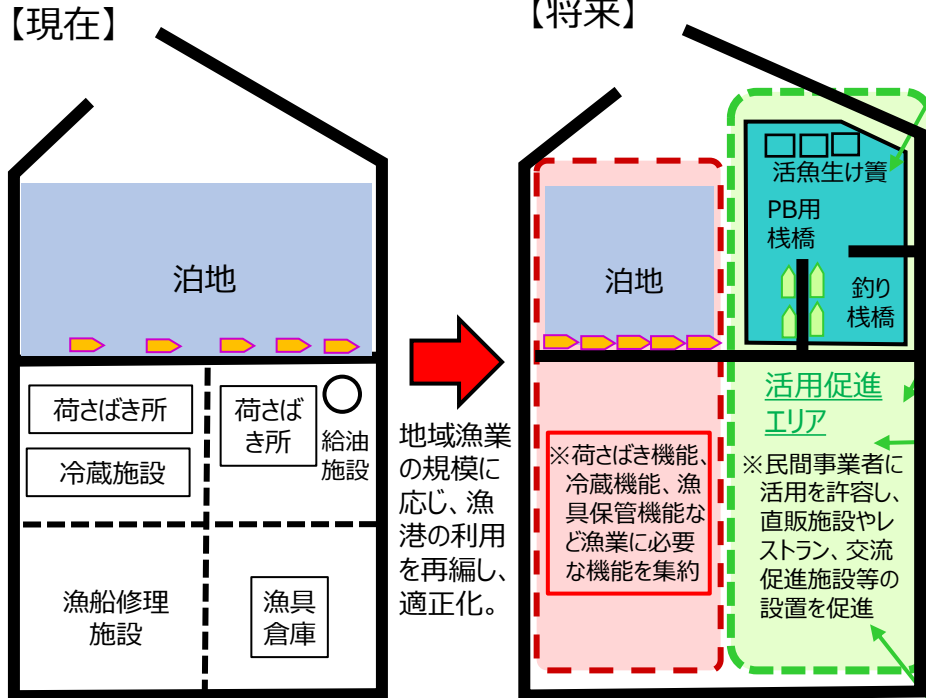 【現在】
泊地
荷さばき所
冷蔵施設
荷さば
き所
給油
施設
漁船修理
施設
漁具
倉庫
地域漁業
の規模に
応じ、漁
港の利用
を再編し、
適正化。
【将来】
泊地
※荷さばき機能、
冷蔵機能、漁
具保管機能な
ど漁業に必要
な機能を集約
活魚生け簀
PB用
桟橋
釣り
桟橋
活用促進
エリア
※民間事業者に
活用を許容し、
直販施設やレ
ストラン、交流
促進施設等の
設置を促進